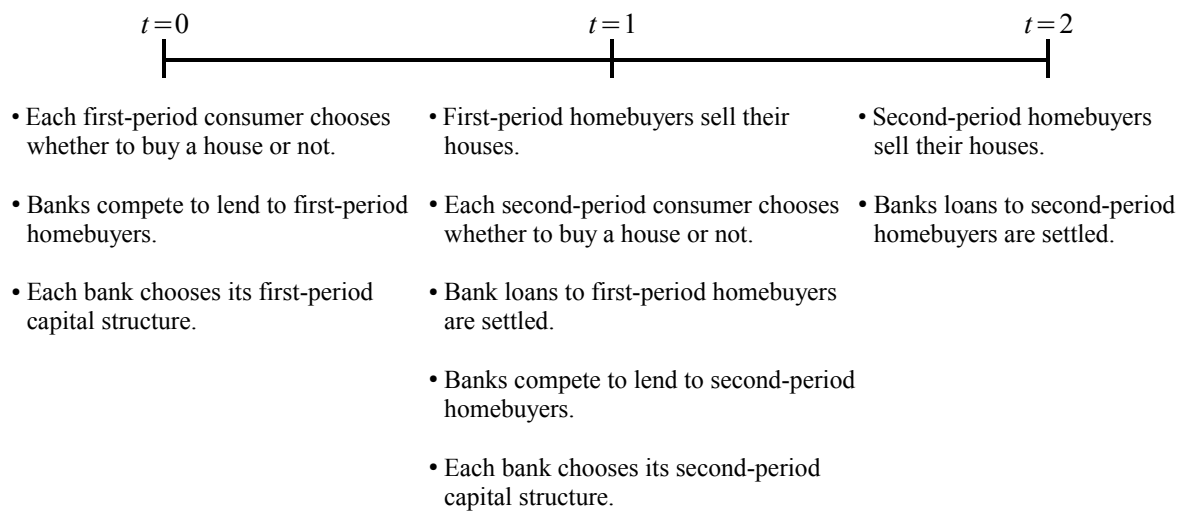 t=0
t=1
t=2
• Each first-period consumer chooses
whether to buy a house or not.
• Banks compete to lend to first-period
homebuyers.
• Each bank chooses its first-period
capital structure.
• First-period homebuyers sell their
houses.
• Each second-period consumer chooses
whether to buy a house or not.
• Bank loans to first-period homebuyers
are settled.
• Banks compete to lend to second-period
homebuyers.
• Each bank chooses its second-period
capital structure.
• Second-period homebuyers
sell their houses.
• Banks loans to second-period
homebuyers are settled.